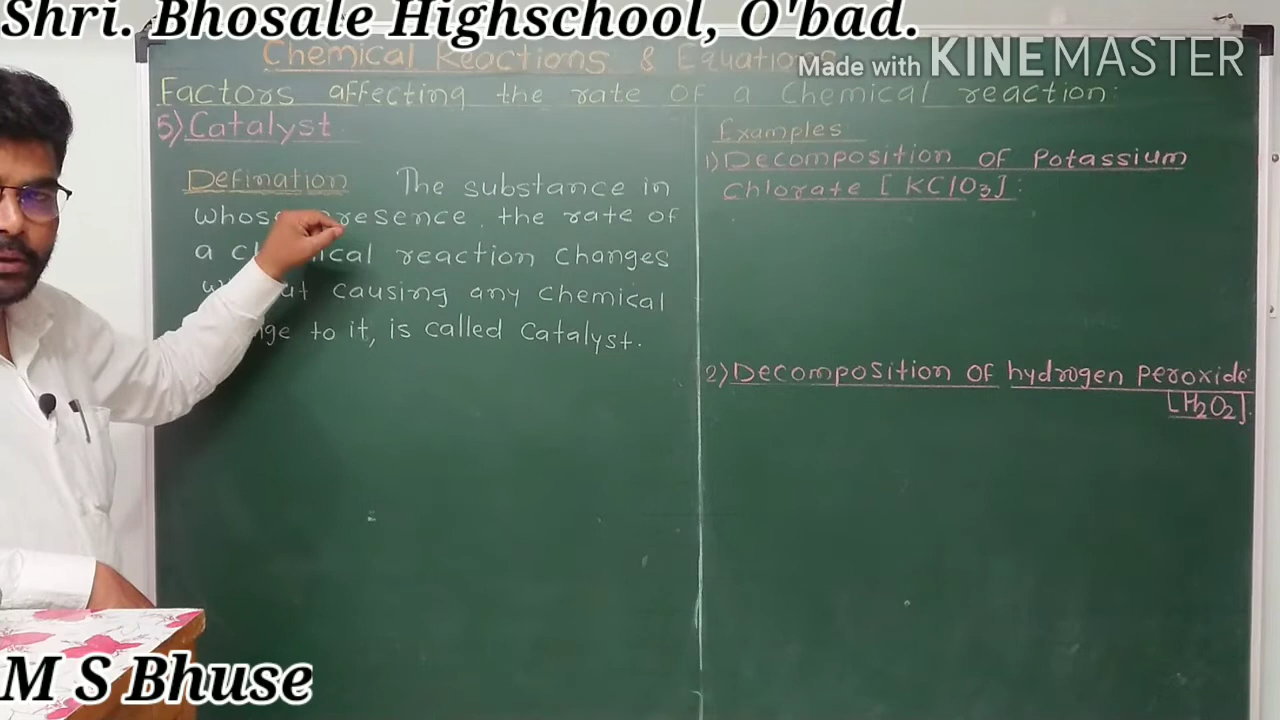 Shri. Bhosale Highschool, O'bad.
Made with KINEMASTER
Chemical Reactions & Equations
Factors affecting the rate of a Chemical reaction:
5) Catalyst
Defination The substance in
presence, the rate of
a reaction changes
causing any chemical
to it, is called Catalyst.
Examples:
1) Decomposition of Potassium
Chlorate [KClO3]:
2) Decomposition of hydrogen peroxide
[H2O2].
M S Bhuse